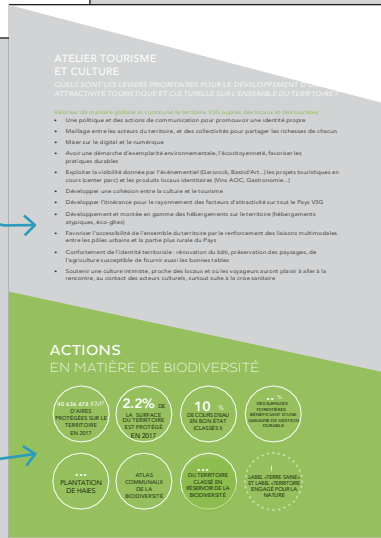 ATELIER TOURISME
ET CULTURE
QUELS SONT LES LEVIERS PRIORITAIRES POUR LE DÉVELOPPEMENT
ATTRACTIVITÉ TOURISTIQUE ET CULTURELLE SUR L'ENSEMBLE DU TERRITOIRE ?
Valoriser de manière globale et commune le territoire V3G auprès des locaux et des touristes :
• Une politique et des actions de communication pour promouvoir une identité propre
• Maillage entre les acteurs du territoire, et des collectivités pour partager les richesses de chacun
• Miser sur le digital et le numérique
• Avoir une démarche d'exemplarité environnementale, l'écocitoyenneté, favoriser les
pratiques durables
• Exploiter la visibilité donnée par l'évènementiel (Garorock, Bastid'Art...) les projets touristiques en
cours (center parc) et les produits locaux identitaires (Vins AOC, Gastronomie...)
• Développer une cohésion entre la culture et le tourisme
• Développer l'itinérance pour le rayonnement des facteurs d'attractivité sur tout le Pays V3G
• Développement et montée en gamme des hébergements sur le territoire (hébergements
atypiques, éco-gîtes)
• Favoriser l'accessibilité de l'ensemble du territoire par le renforcement des liaisons multimodales
entre les pôles urbains et la partie plus rurale du Pays
• Confortement de l'identité territoriale : rénovation du bâti, préservation des paysages, de
l'agriculture susceptible de fournir aussi les bonnes tables
• Soutenir une culture intimiste, proche des locaux et où les voyageurs auront plaisir à aller à la
rencontre, au contact des acteurs culturels, surtout suite à la crise sanitaire
ACTIONS
EN MATIÈRE DE BIODIVERSITÉ
40 636 478 KM²
D'AIRES
PROTÉGÉES SUR LE
TERRITOIRE
EN 2017
2.2% DE
LA SURFACE
DU TERRITOIRE
EST PROTÉGÉ
EN 2017
10 %
DE COURS D'EAU
EN BON ÉTAT
(CLASSÉS I)
... %
DES SURFACES
FORESTIÈRES
BÉNÉFICIANT D'UNE
GARANTIE DE GESTION
DURABLE
...
PLANTATION
DE HAIES
ATLAS
COMMUNAUX
DE LA
BIODIVERSITÉ
...
DU TERRITOIRE
CLASSÉ EN
RÉSERVOIR DE LA
BIODIVERSITÉ
1
LABEL «TERRE SAINE»
ET LABEL «TERRITOIRE
ENGAGÉ POUR LA
NATURE